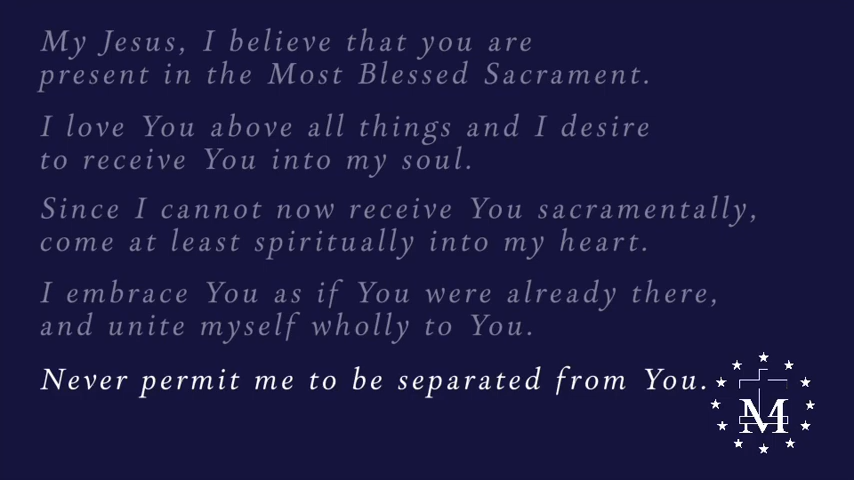 My Jesus, I believe that you are
present in the Most Blessed Sacrament.
I love You above all things and I desire
to receive You into my soul.
Since I cannot now receive You sacramentally,
come at least spiritually into my heart.
I embrace You as if You were already there,
and unite myself wholly to You.
Never permit me to be separated from You.
M